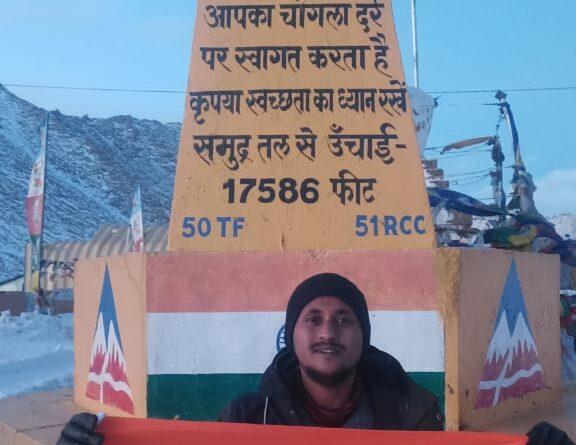 आपका चांगला दर्रे
पर स्वागत करता है
कृपया स्वच्छता का ध्यान रखें
समुद्र तल से उँचाई-
17586 फीट
50 TF
51 RCC